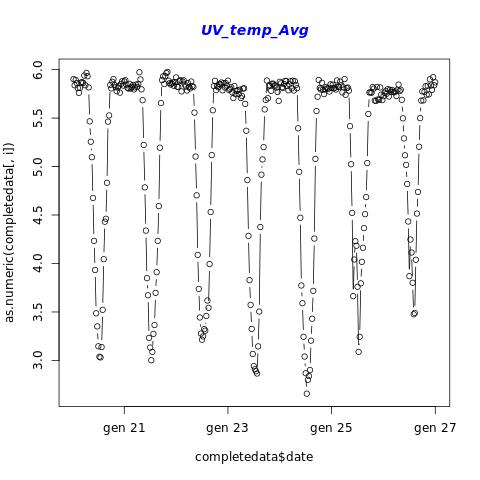 UV_temp_Avg
as.numeric(completedata[, i])
6.0
5.5
5.0
4.5
4.0
3.5
3.0
gen 21 gen 23 gen 25 gen 27
completedata$date